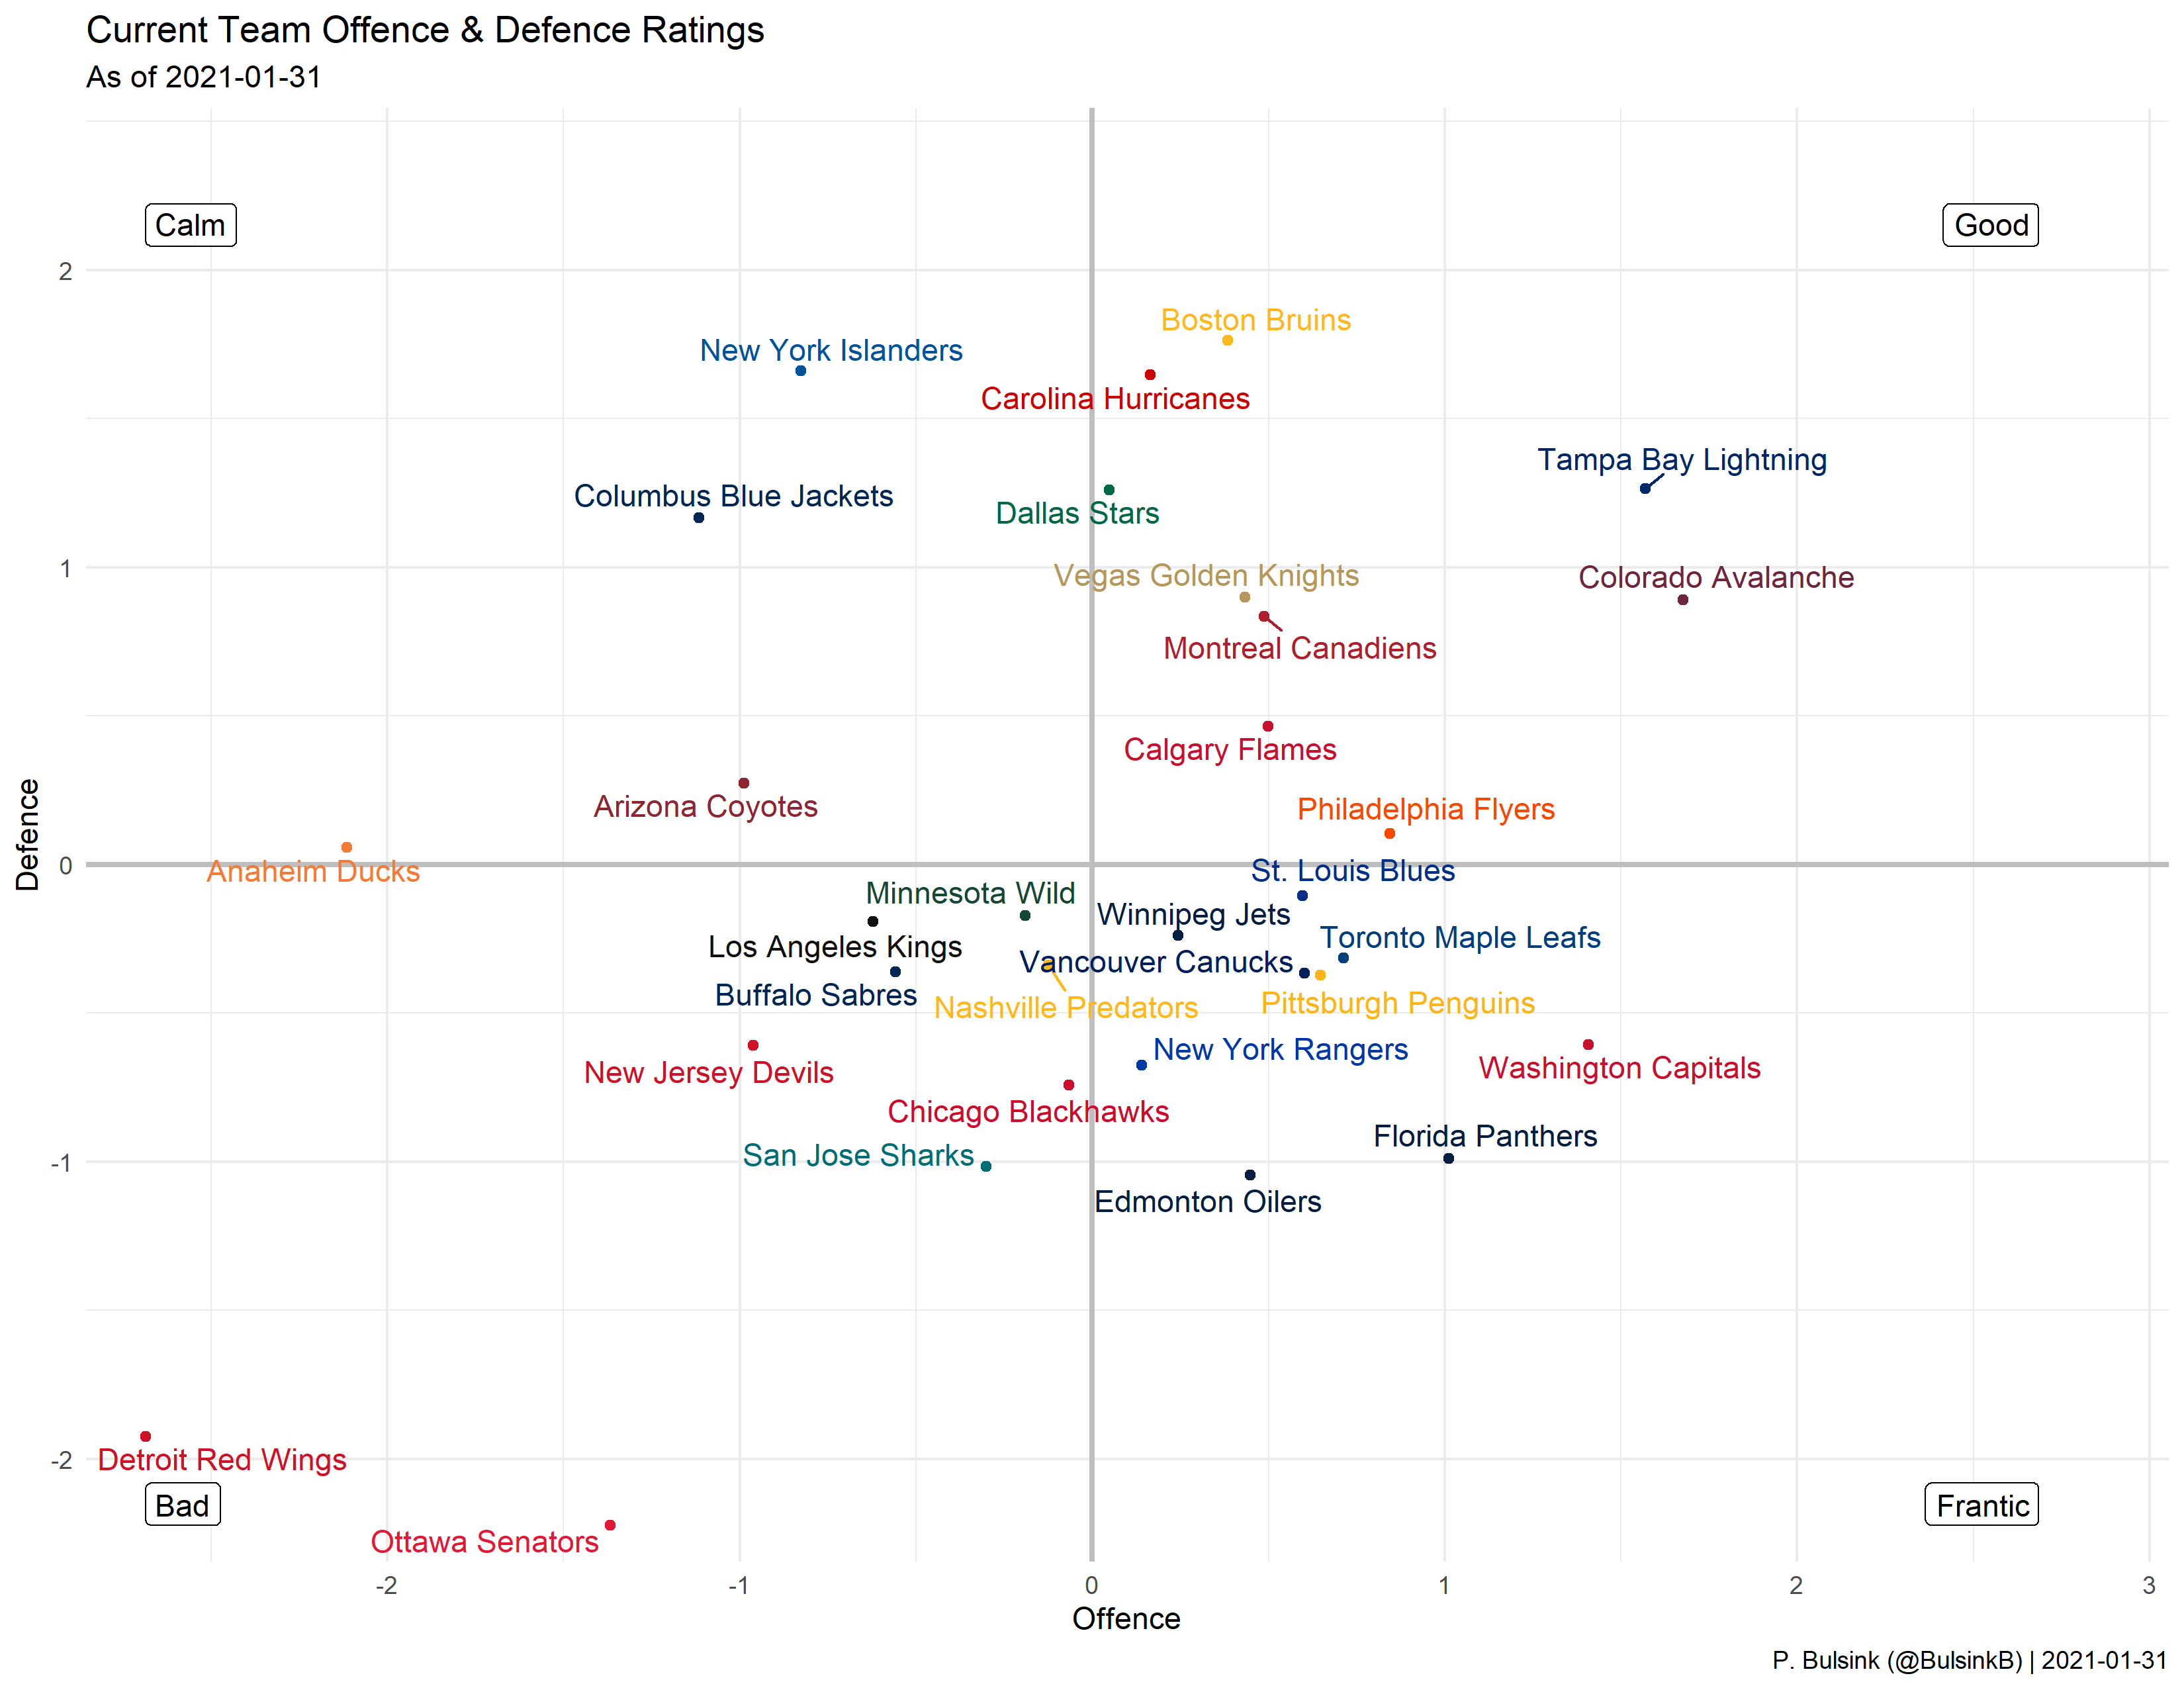 Current Team Offence & Defence Ratings
As of 2021-01-31
Calm
Good
2
Boston Bruins
New York Islanders
Carolina Hurricanes
Tampa Bay Lightning
Columbus Blue Jackets
Dallas Stars
1
Vegas Golden Knights
Colorado Avalanche
Montreal Canadiens
Calgary Flames
Arizona Coyotes
Philadelphia Flyers
Defence
0
Anaheim Ducks
St. Louis Blues
Minnesota Wild
Winnipeg Jets
Los Angeles Kings
Toronto Maple Leafs
Vancouver Canucks
Buffalo Sabres
Nashville Predators
Pittsburgh Penguins
New York Rangers
New Jersey Devils
Washington Capitals
Chicago Blackhawks
Florida Panthers
San Jose Sharks
-1
Edmonton Oilers
-2
Detroit Red Wings
Bad
Frantic
Ottawa Senators
-2 -1 0 1 2 3
Offence
P. Bulsink (@BulsinkB) | 2021-01-31